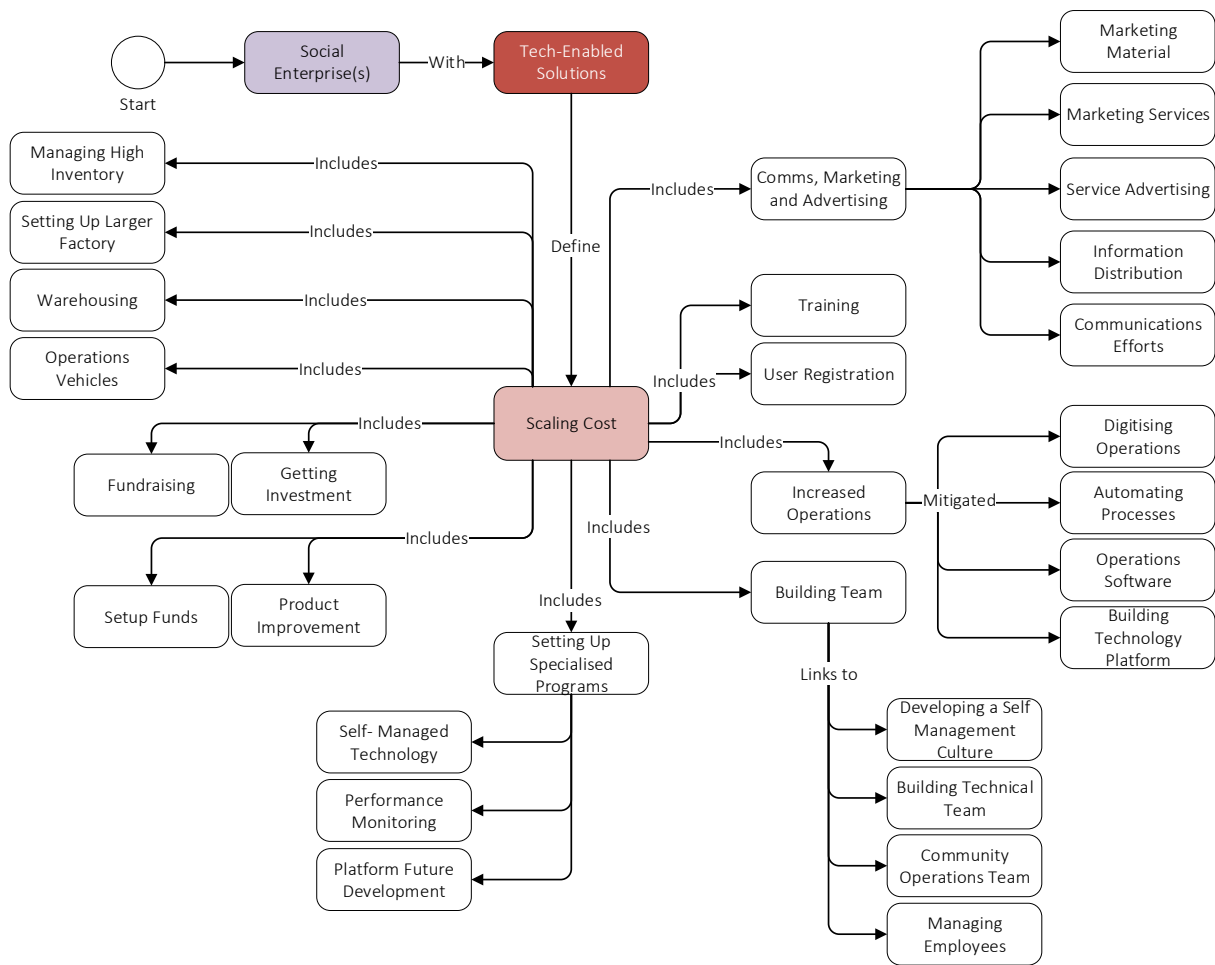 Start
Social
Enterprise(s)
With
Tech-Enabled
Solutions
Define
Scaling Cost
Includes
Managing High
Inventory
Includes
Setting Up Larger
Factory
Includes
Warehousing
Includes
Operations
Vehicles
Includes
Fundraising
Getting
Investment
Includes
Setup Funds
Product
Improvement
Includes
Setting Up
Specialised
Programs
Self- Managed
Technology
Performance
Monitoring
Platform Future
Development
Includes
Comms, Marketing
and Advertising
Marketing
Material
Marketing Services
Service Advertising
Information
Distribution
Communications
Efforts
Includes
Training
User Registration
Includes
Increased
Operations
Mitigated
Digitising
Operations
Automating
Processes
Operations
Software
Building
Technology
Platform
Includes
Building Team
Links to
Developing a Self
Management
Culture
Building Technical
Team
Community
Operations Team
Managing
Employees